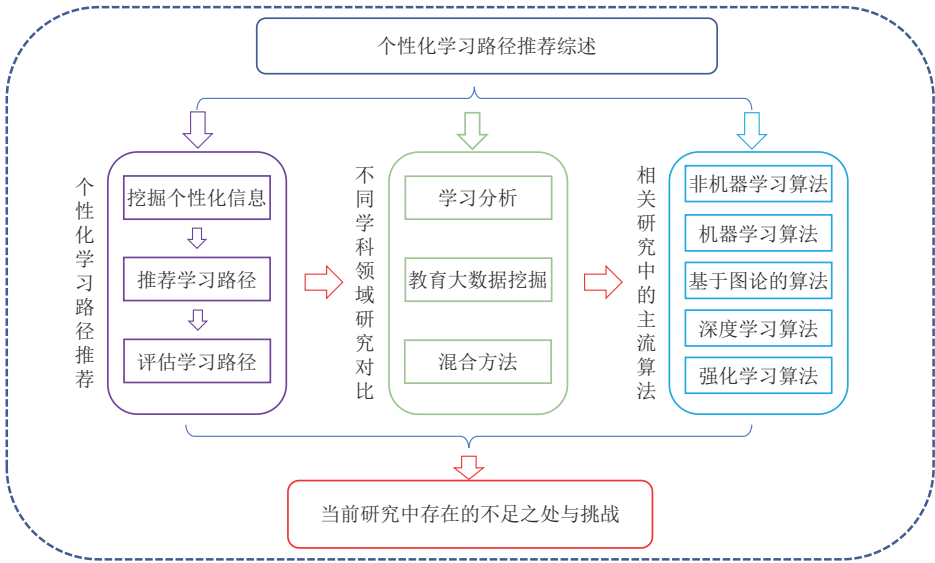 个性化学习路径推荐综述
个性化学习路径推荐
挖掘个性化信息
推荐学习路径
评估学习路径
不同学科领域研究对比
学习分析
教育大数据挖掘
混合方法
相关研究中的主流算法
非机器学习算法
机器学习算法
基于图论的算法
深度学习算法
强化学习算法
当前研究中存在的不足之处与挑战